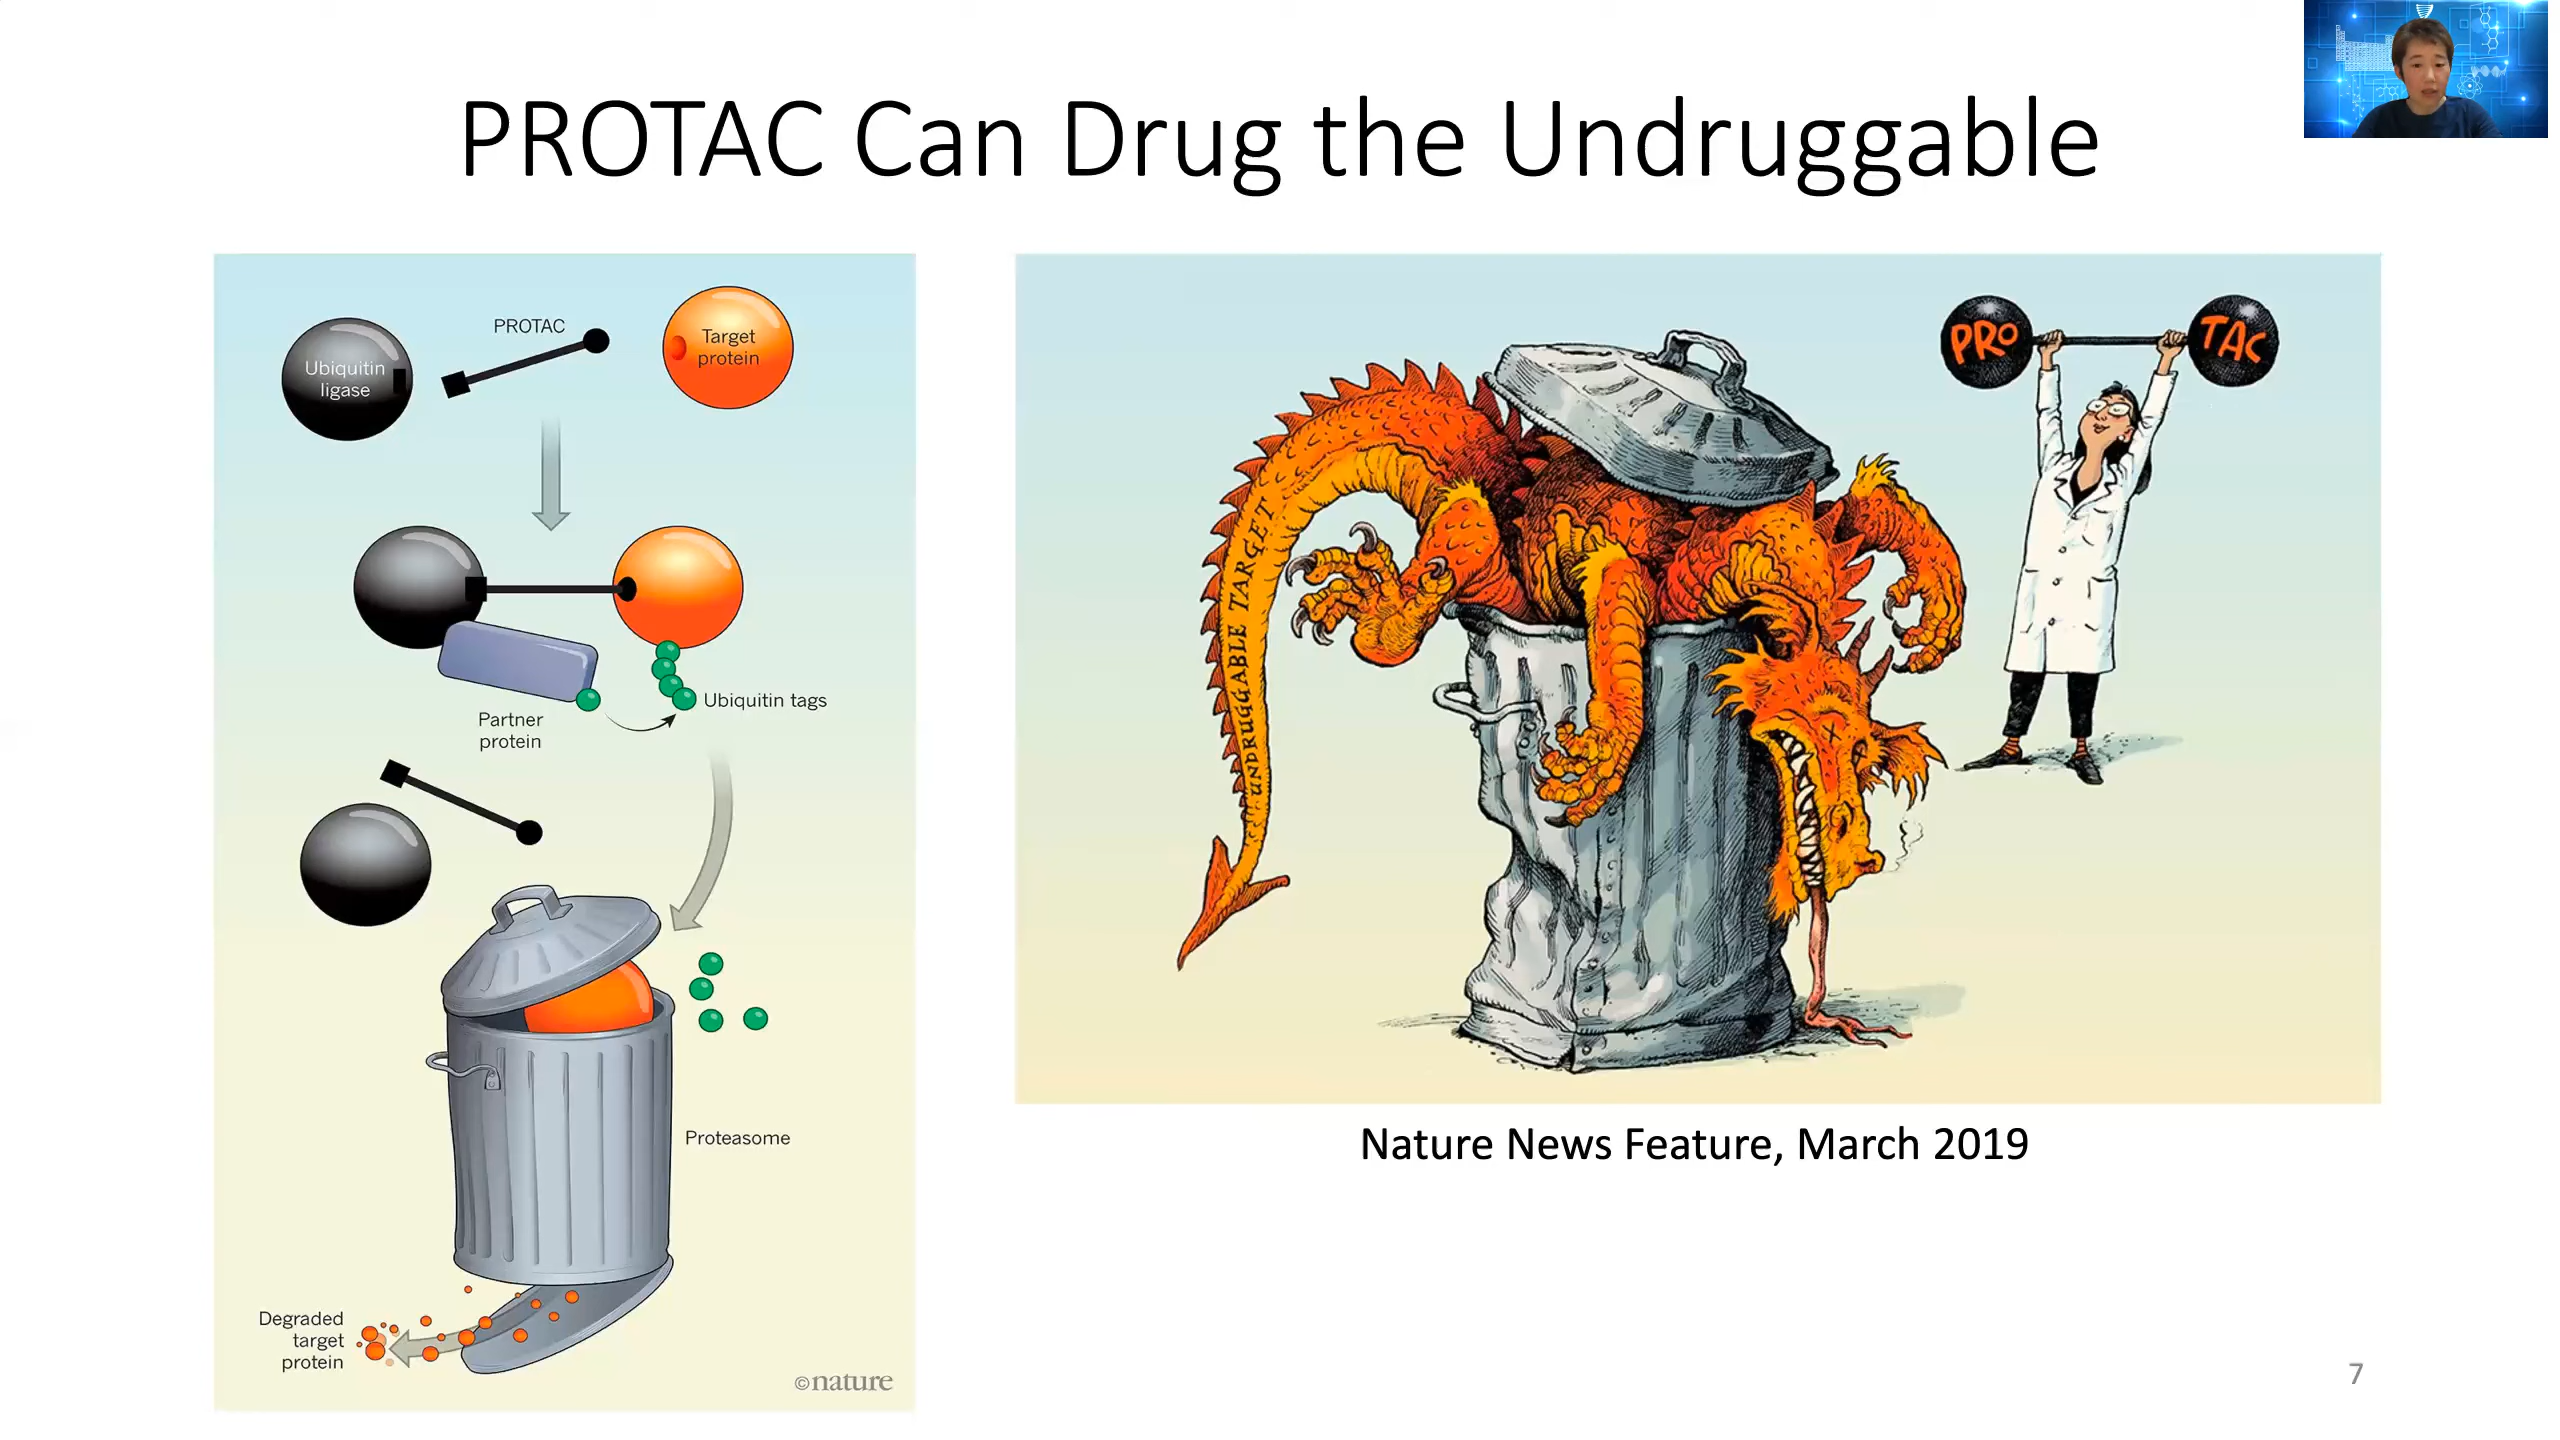 PROTAC Can Drug the Undruggable
PROTAC
Ubiquitin
ligase
Target
protein
Ubiquitin tags
Partner
protein
Proteasome
Degraded
target
protein
©nature
PRO
TAC
UNDRUGGABLE TARGET
Nature News Feature, March 2019
7